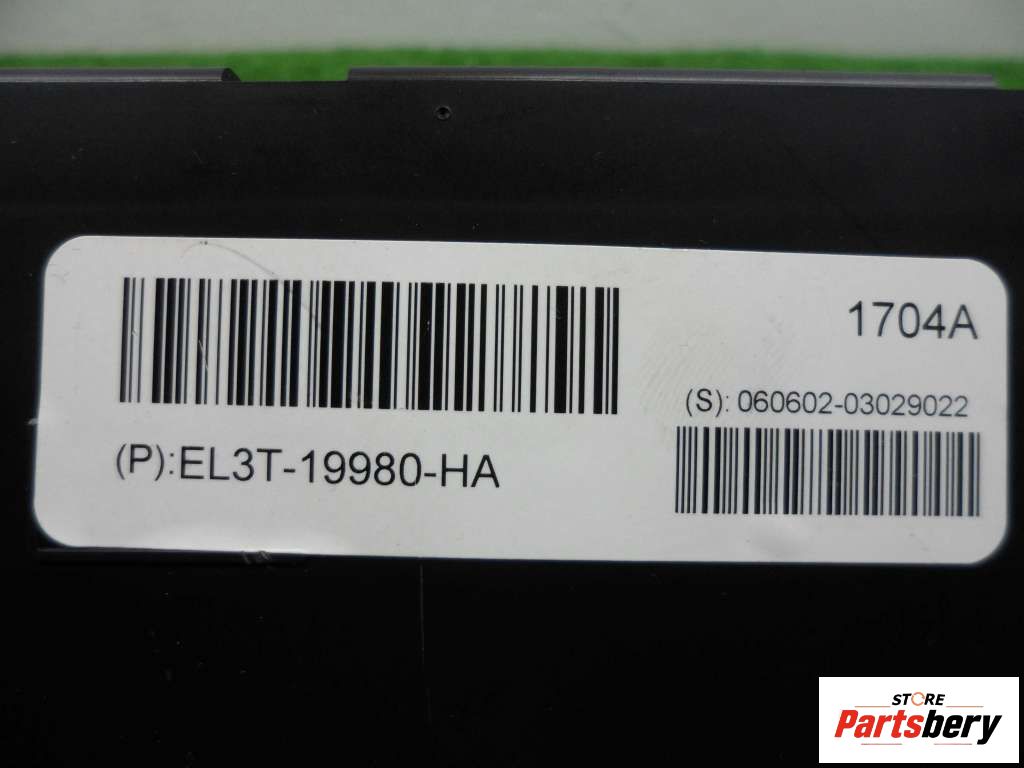 1704A
(S): 060602-03029022
(P):EL3T-19980-HA
STORE
Partsbery